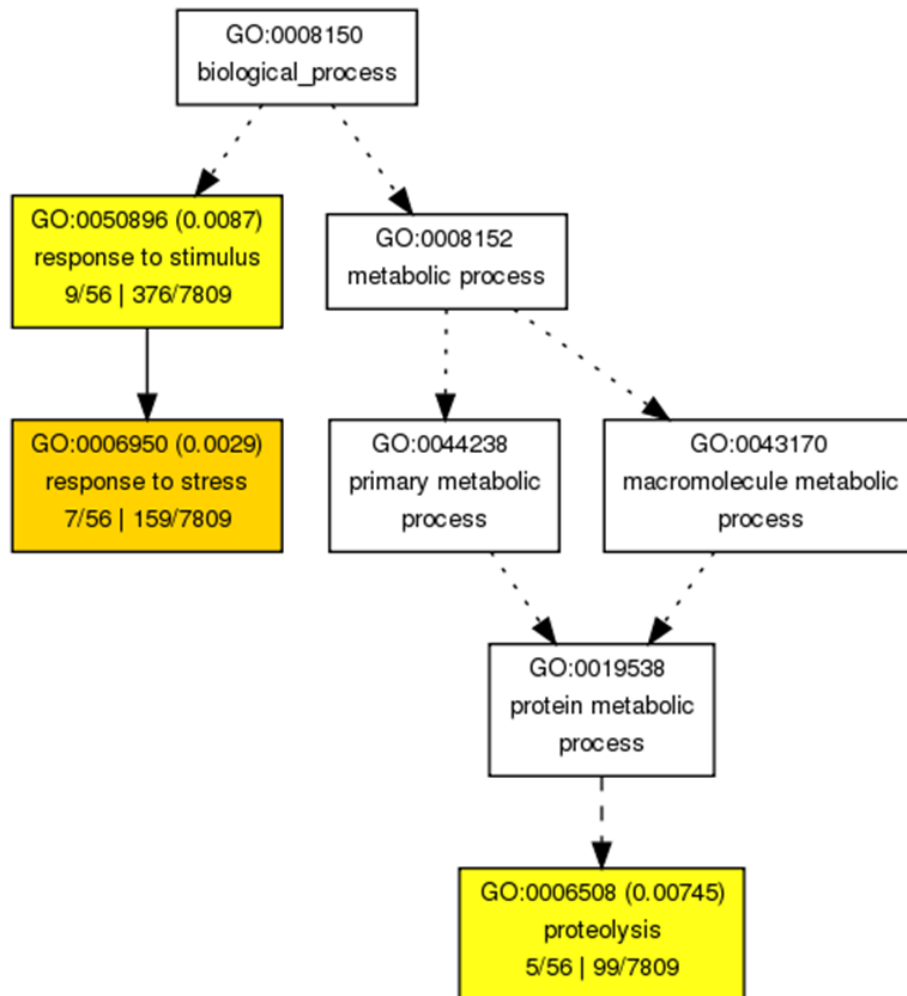 GO:0008150
biological_process
GO:0050896 (0.0087)
response to stimulus
9/56 | 376/7809
GO:0008152
metabolic process
GO:0006950 (0.0029)
response to stress
7/56 | 159/7809
GO:0044238
primary metabolic
process
GO:0043170
macromolecule metabolic
process
GO:0019538
protein metabolic
process
GO:0006508 (0.00745)
proteolysis
5/56 | 99/7809